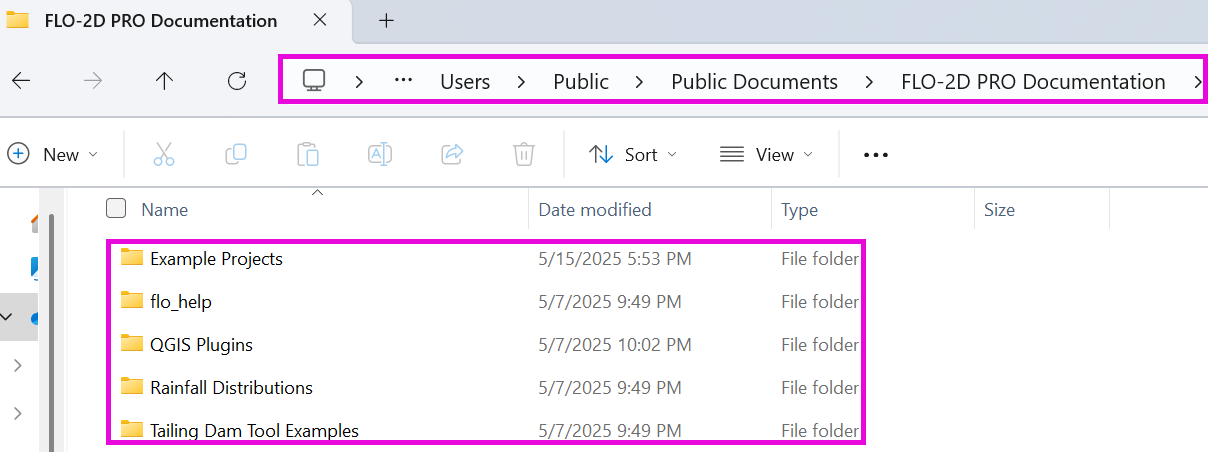 FLO-2D PRO Documentation
Users Public Public Documents FLO-2D PRO Documentation
New Sort View
Name Date modified Type Size
Example Projects 5/15/2025 5:53 PM File folder
flo_help 5/7/2025 9:49 PM File folder
QGIS Plugins 5/7/2025 10:02 PM File folder
Rainfall Distributions 5/7/2025 9:49 PM File folder
Tailing Dam Tool Examples 5/7/2025 9:49 PM File folder